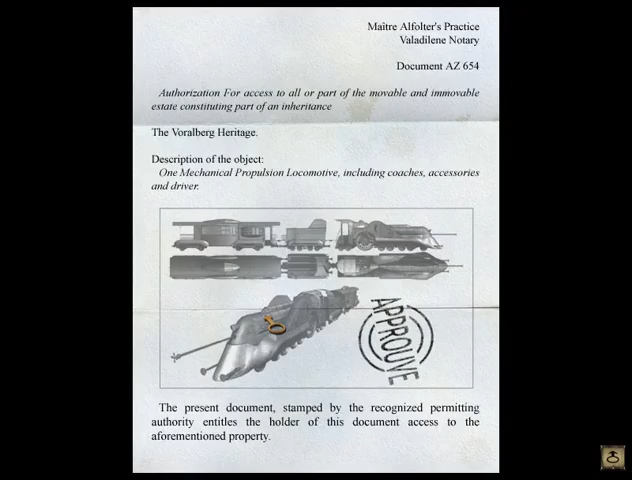 Maître Alfolter's Practice
Valadilene Notary
Document AZ 654
Authorization For access to all or part of the movable and immovable
estate constituting part of an inheritance
The Voralberg Heritage.
Description of the object:
One Mechanical Propulsion Locomotive, including coaches, accessories
and driver.
APPROUVE
The present document, stamped by the recognized permitting
authority entitles the holder of this document access to the
aforementioned property.